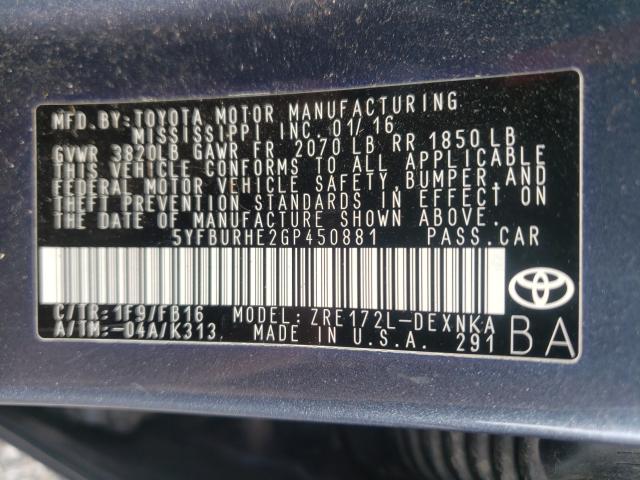 MFD. BY: TOYOTA MOTOR MANUFACTURING
MISSISSIPPI INC. 01/16
GVWR 3820LB GAWR FR 2070 LB RR 1850 LB
THIS VEHICLE CONFORMS TO ALL APPLICABLE
FEDERAL MOTOR VEHICLE SAFETY, BUMPER, AND
THEFT PREVENTION STANDARDS IN EFFECT ON
THE DATE OF MANUFACTURE SHOWN ABOVE.
5YFBURHE2GP450881 PASS.CAR
C/TR: 1F9/FB16 MODEL: ZRE172L-DEXNKA
A/TM:-04A/K313. MADE IN U.S.A. 291
BA